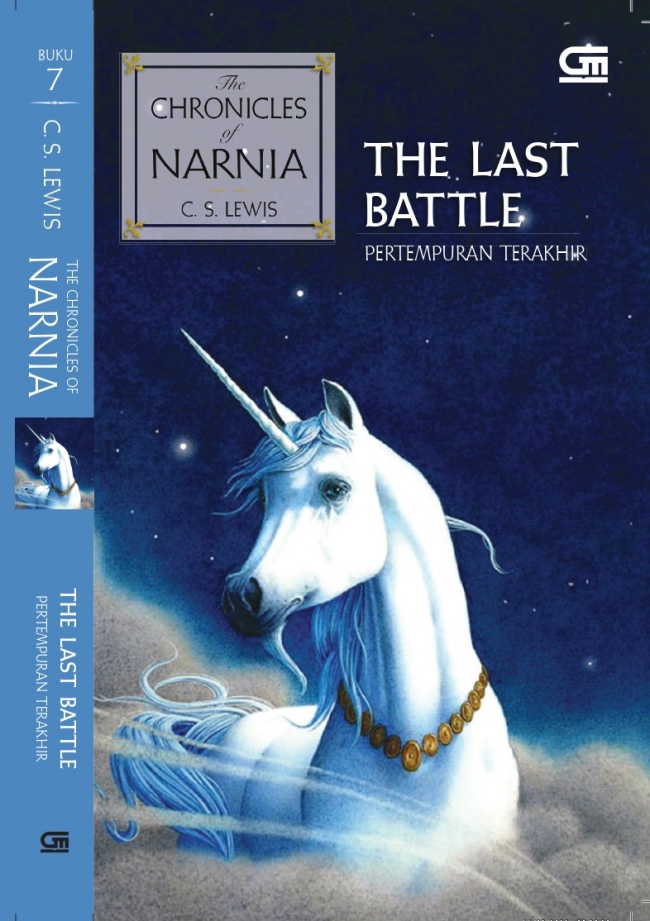 BUKU
7
C. S. LEWIS
THE CHRONICLES OF
NARNIA
THE LAST BATTLE
PERTEMPURAN TERAKHIR
The
CHRONICLES
of
NARNIA
C. S. LEWIS
THE LAST
BATTLE
PERTEMPURAN TERAKHIR